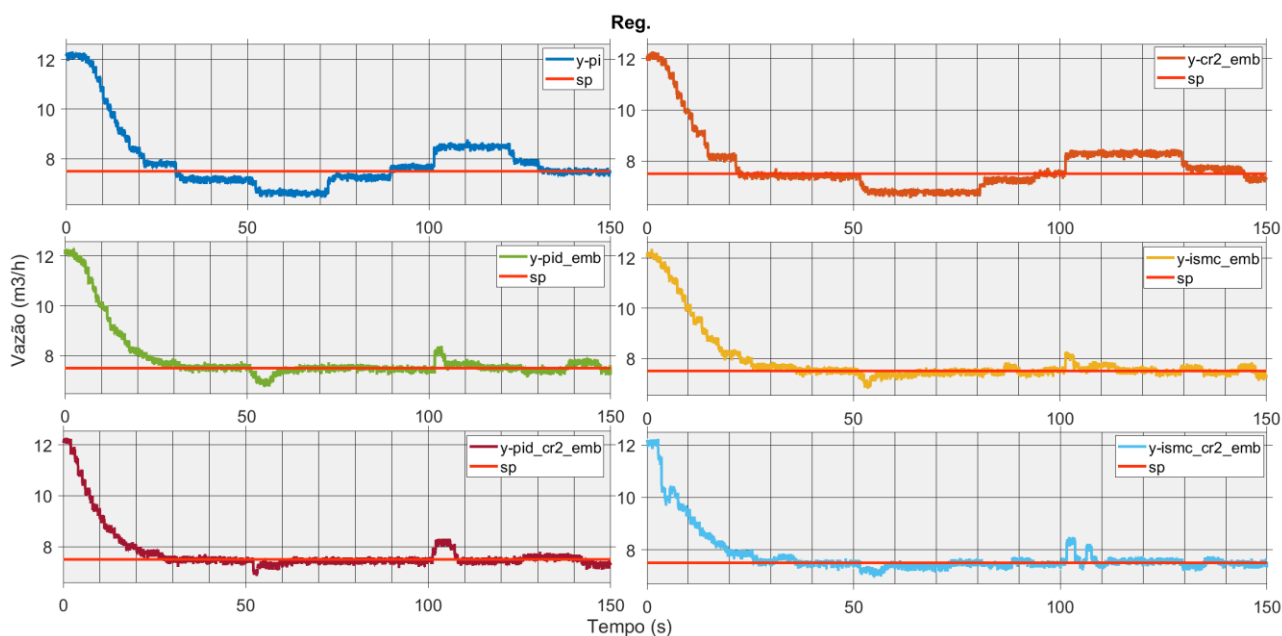 Reg.
12
10
8
y-pi
sp
0
50
100
150
12
10
8
y-cr2_emb
sp
0
50
100
150
Vazão (m3/h)
12
10
8
y-pid_emb
sp
0
50
100
150
12
10
8
y-ismc_emb
sp
0
50
100
150
12
10
8
y-pid_cr2_emb
sp
0
50
100
150
12
10
8
y-ismc_cr2_emb
sp
0
50
100
150
Tempo (s)